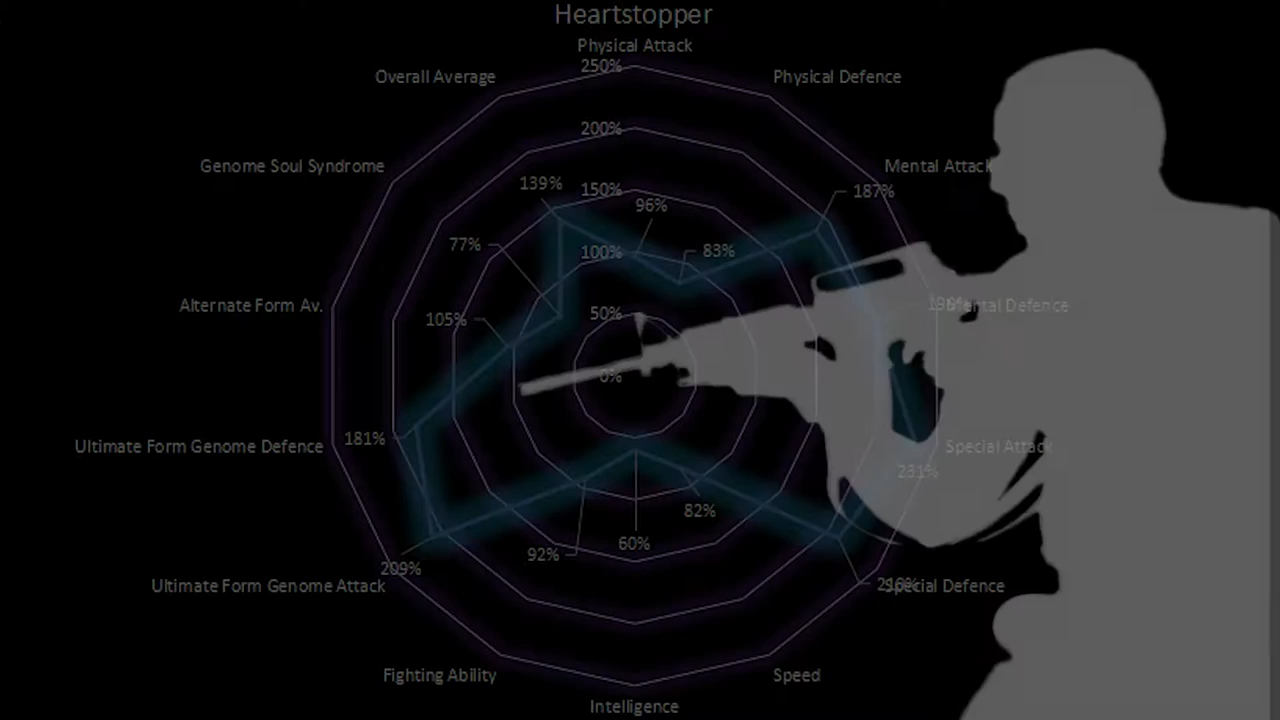 Heartstopper
Physical Attack
250%
Overall Average
Physical Defence
200%
Genome Soul Syndrome
Mental Attack
139%
150%
187%
96%
77%
100%
83%
Alternate Form Av.
50%
Mental Defence
105%
0%
Ultimate Form Genome Defence
181%
Special Attack
231%
82%
92%
60%
209%
Ultimate Form Genome Attack
Special Defence
Fighting Ability
Speed
Intelligence